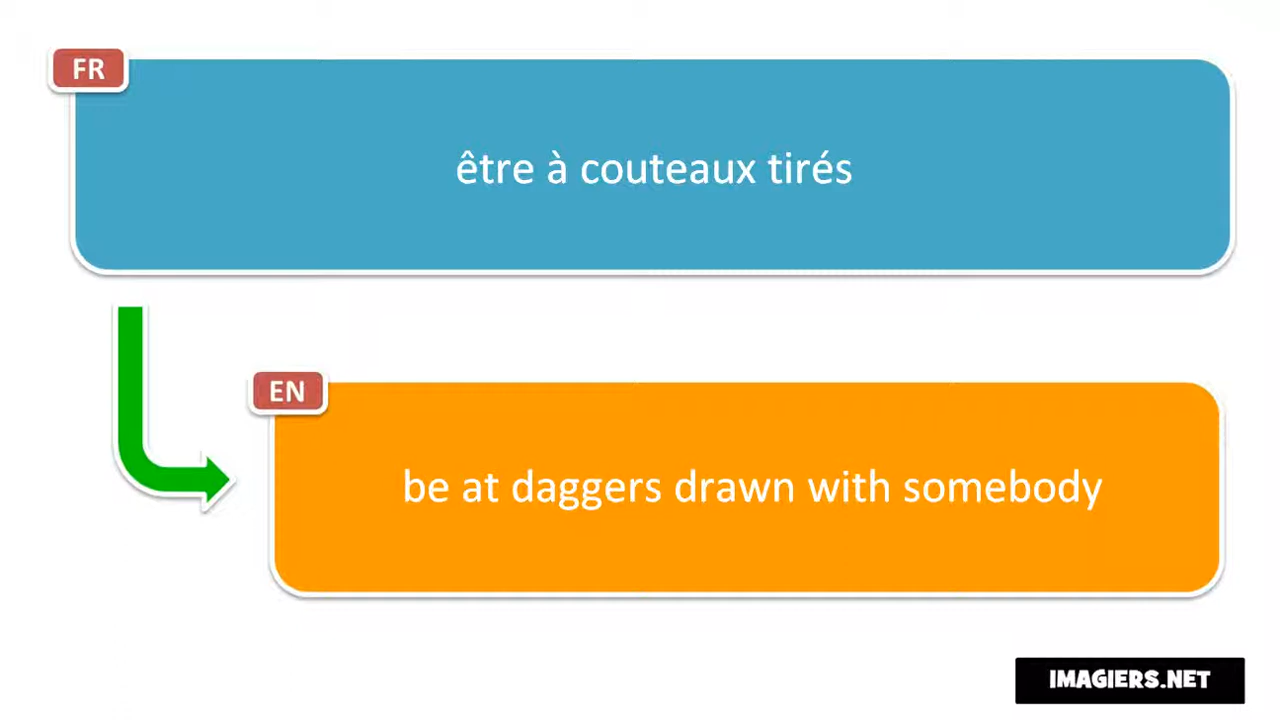 FR
être à couteaux tirés
EN
be at daggers drawn with somebody
IMAGIERS.NET